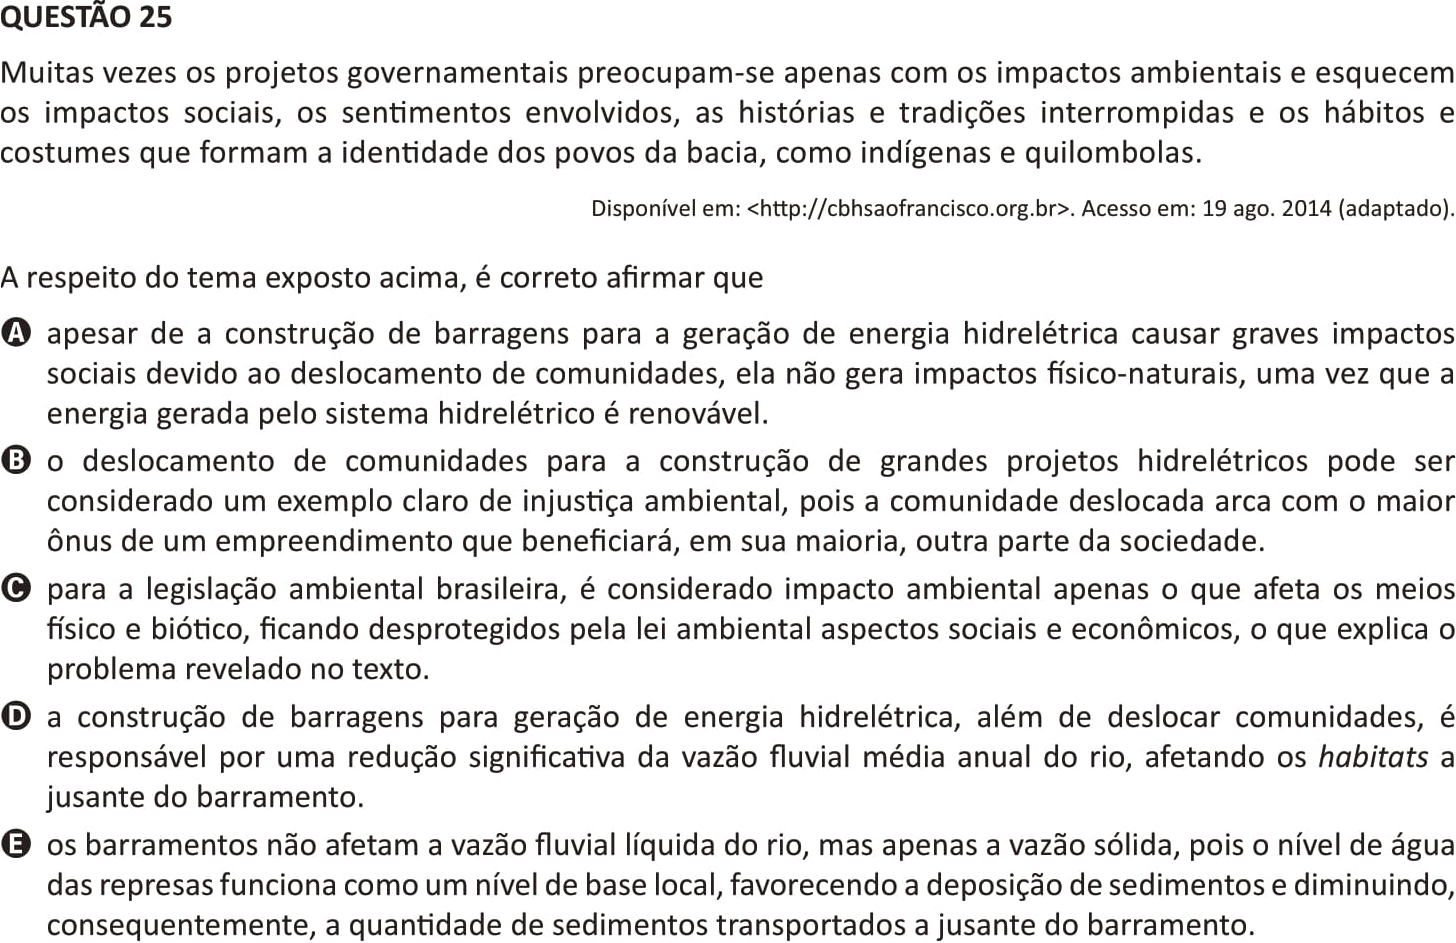 QUESTÃO 25
Muitas vezes os projetos governamentais preocupam-se apenas com os impactos ambientais e esquecem
os impactos sociais, os sentimentos envolvidos, as histórias e tradições interrompidas e os hábitos e
costumes que formam a identidade dos povos da bacia, como indígenas e quilombolas.
Disponível em: <http://cbhsaofrancisco.org.br>. Acesso em: 19 ago. 2014 (adaptado).
A respeito do tema exposto acima, é correto afirmar que
A apesar de a construção de barragens para a geração de energia hidrelétrica causar graves impactos
sociais devido ao deslocamento de comunidades, ela não gera impactos físico-naturais, uma vez que a
energia gerada pelo sistema hidrelétrico é renovável.
B o deslocamento de comunidades para a construção de grandes projetos hidrelétricos pode ser
considerado um exemplo claro de injustiça ambiental, pois a comunidade deslocada arca com o maior
ônus de um empreendimento que beneficiará, em sua maioria, outra parte da sociedade.
C para a legislação ambiental brasileira, é considerado impacto ambiental apenas o que afeta os meios
físico e biótico, ficando desprotegidos pela lei ambiental aspectos sociais e econômicos, o que explica o
problema revelado no texto.
D a construção de barragens para geração de energia hidrelétrica, além de deslocar comunidades, é
responsável por uma redução significativa da vazão fluvial média anual do rio, afetando os habitats a
jusante do barramento.
E os barramentos não afetam a vazão fluvial líquida do rio, mas apenas a vazão sólida, pois o nível de água
das represas funciona como um nível de base local, favorecendo a deposição de sedimentos e diminuindo,
consequentemente, a quantidade de sedimentos transportados a jusante do barramento.